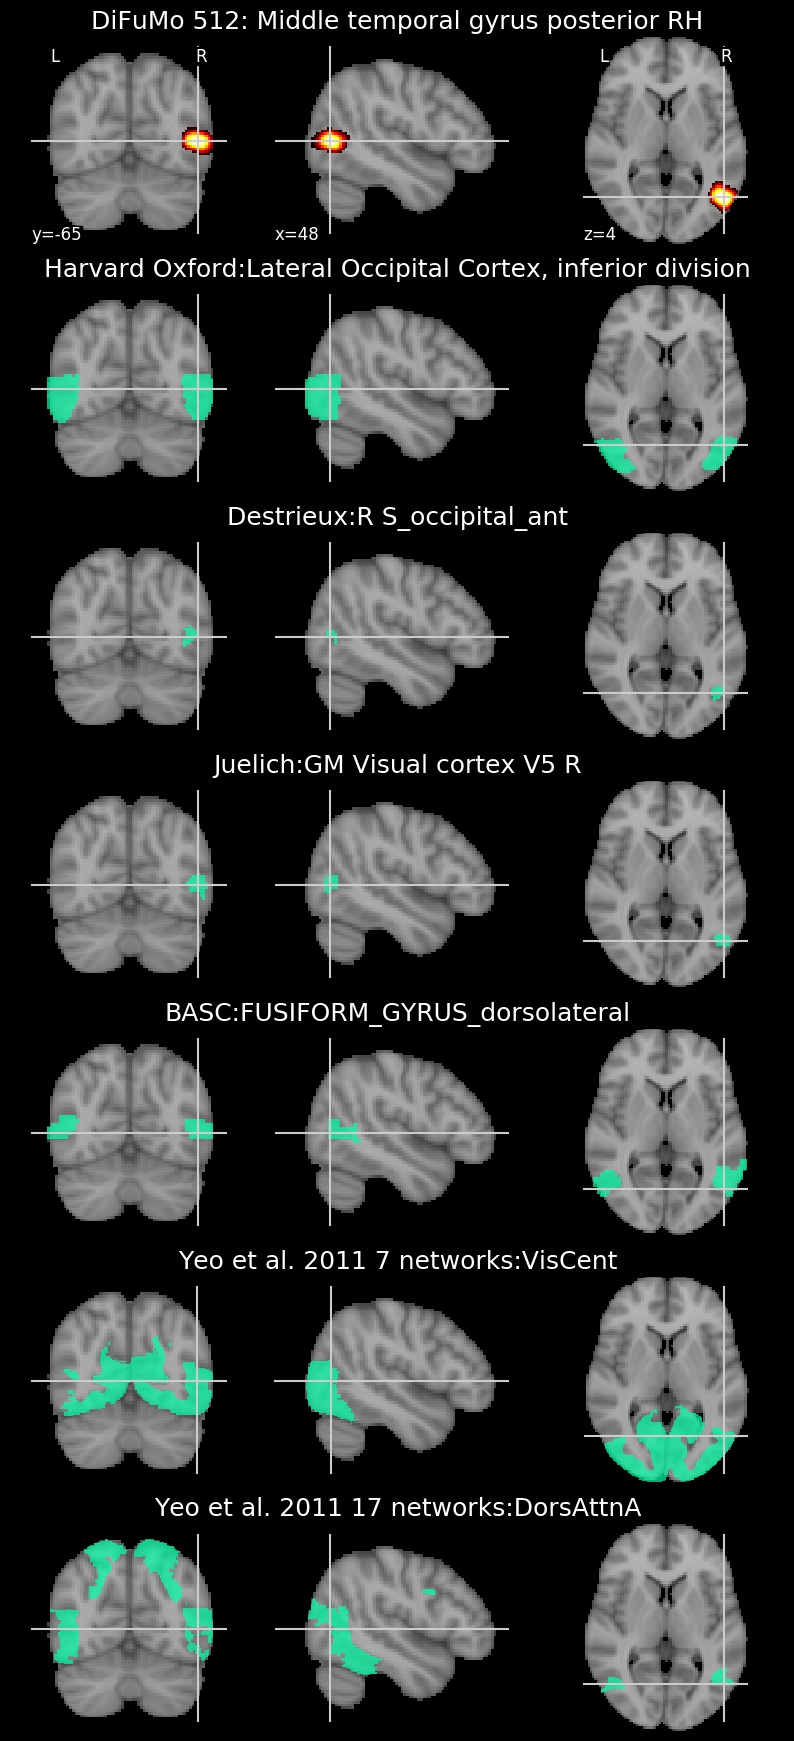 DiFuMo 512: Middle temporal gyrus posterior RH
L R L R
y=-65 x=48 z=4
Harvard Oxford:Lateral Occipital Cortex, inferior division
Destrieux:R S_occipital_ant
Juelich:GM Visual cortex V5 R
BASC:FUSIFORM_GYRUS_dorsolateral
Yeo et al. 2011 7 networks:VisCent
Yeo et al. 2011 17 networks:DorsAttnA